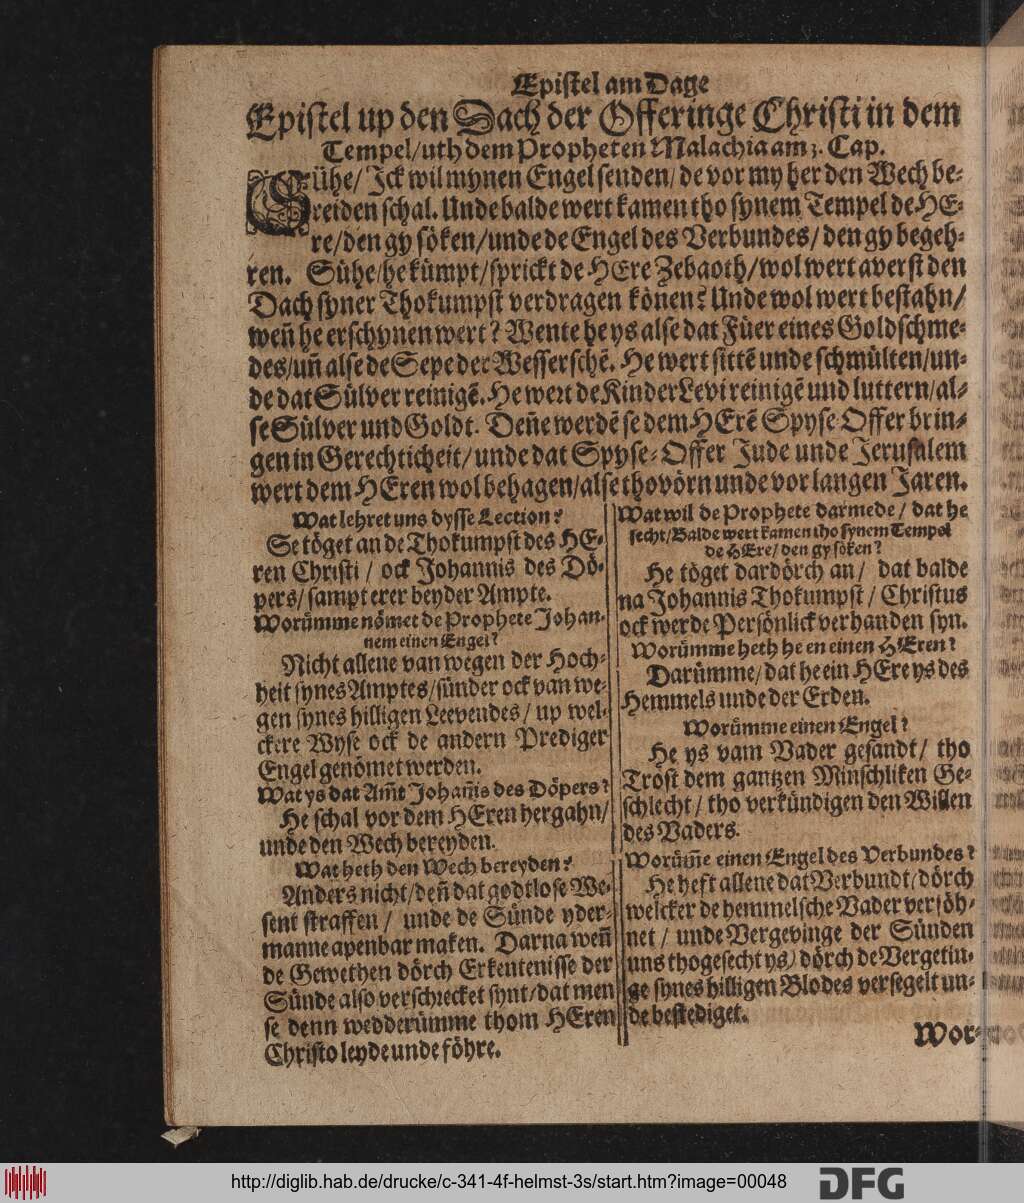 Epistel am Dage
Epistel up den Dach der Offeringe Christi in dem
Tempel/ uth dem Propheten Malachia am 3. Cap.
Sühe/ Ick wil mynen Engel senden/ de vor my her den Wech be-
reiden schal. Unde balde wert kamen tho synem Tempel de HE-
re/ den gy söken/ unde de Engel des Verbundes/ den gy begeh-
ren. Sühe/ he kümpt/ sprickt de HEre Zebaoth/ wol wert averst den
Dach syner Thokumpst verdragen könen? Unde wol wert bestahn/
weñ he erschynen wert? Wente he ys alse dat Füer eines Goldschme-
des/ uñ alse de Sepe der Wesserschẽ. He wert sittẽ unde schmülten/ un-
de dat Sülver reinigẽ. He wert de Kinder Levi reinigẽ und luttern/ al-
se Sülver und Goldt. Deñe werdẽ se dem HErẽ Spyse-Offer brin-
gen in Gerechticheit/ unde dat Spyse-Offer Jude unde Jerusalem
wert dem HEren wol behagen/ alse thovörn unde vor langen Jaren.
Wat lehret uns dysse Lection?
Se töget an de Thokumpst des HE-
ren Christi/ ock Johannis des Dö-
pers/ sampt erer beyder Ampte.
Worümme nömet de Prophete Johan-
nem einen Engel?
Nicht allene van wegen der Hoch-
heit synes Amptes/ sünder ock van we-
gen synes hilligen Leevendes/ up wel-
ckere Wyse ock de andern Prediger
Engel genömet werden.
Wat ys dat Am̃t Johañis des Döpers?
He schal vor dem HEren hergahn/
unde den Wech bereyden.
Wat heth den Wech bereyden?
Anders nicht/ deñ dat godtlose We-
sent straffen/ unde de Sünde yder-
manne apenbar maken. Darna weñ
de Gewethen dörch Erkentenisse der
Sünde also verschrecket synt/ dat men
se denn wedderümme thom HEren
Christo leyde unde föhre.
Wat wil de Prophete darmede/ dat he
secht/ Balde wert kamen tho synem Tempel
de HEre/ den gy söken?
He töget dardörch an/ dat balde
na Johannis Thokumpst/ Christus
ock werde Persönlick verhanden syn.
Worümme heth he en einen HEren?
Darümme/ dat he ein HEre ys des
Hemmels unde der Erden.
Worümme einen Engel?
He ys vam Vader gesandt/ tho
Trost dem gantzen Minschliken Ge-
schlecht/ tho verkündigen den Willen
des Vaders.
Worüm̃e einen Engel des Verbundes?
He heft allene dat Verbundt/ dörch
welcker de hemmelsche Vader versöh-
net/ unde Vergevinge der Sünden
uns thogesecht ys/ dörch de Vergetin-
ge synes hilligen Blodes versegelt un-
de bestediget.
Wor-
http://diglib.hab.de/drucke/c-341-4f-helmst-3s/start.htm?image=00048
DFG